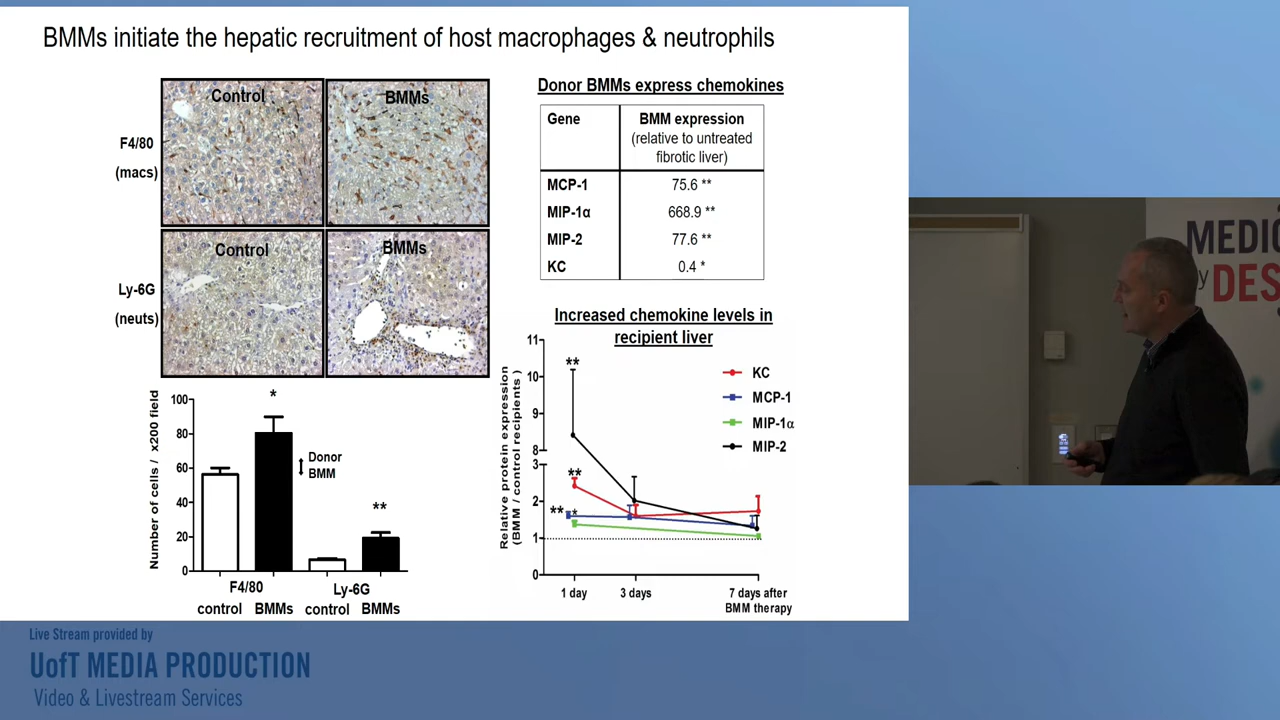 BMMs initiate the hepatic recruitment of host macrophages & neutrophils
Control
BMMs
F4/80
(macs)
Control
BMMs
Ly-6G
(neuts)
Number of cells / x200 field
100
80
60
40
20
0
*
**
Donor
BMM
F4/80
Ly-6G
control
BMMs
control
BMMs
Donor BMMs express chemokines
Gene
BMM expression
(relative to untreated
fibrotic liver)
MCP-1
75.6 **
MIP-1α
668.9 **
MIP-2
77.6 **
KC
0.4 *
Increased chemokine levels in
recipient liver
Relative protein expression
(BMM / control recipients)
11
10
9
8
3
2
1
0
**
**
**
*
KC
MCP-1
MIP-1α
MIP-2
1 day
3 days
7 days after
BMM therapy
MEDIC
y DES
Live Stream provided by
UofT MEDIA PRODUCTION
Video & Livestream Services